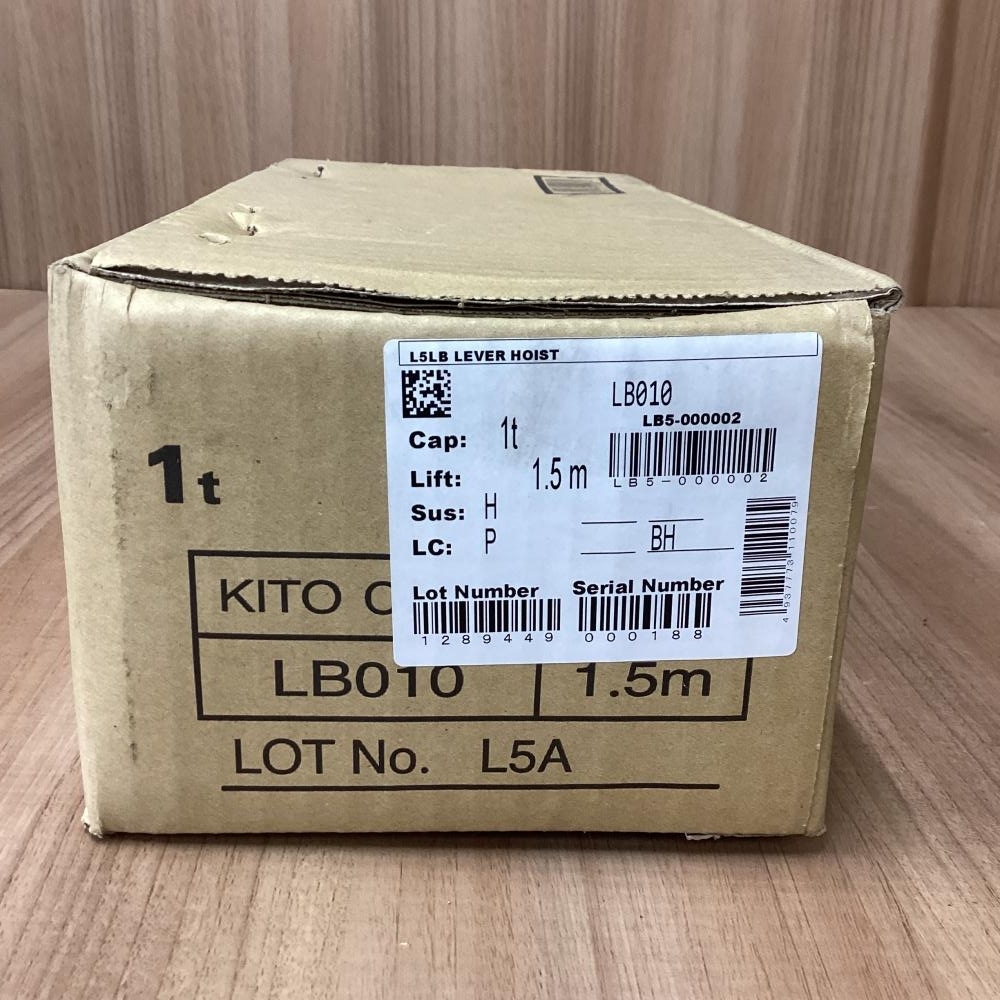 L5LB LEVER HOIST
LB010
LB5-000002
Cap: 1t
LB5-000002
Lift: 1.5 m
Sus: H
LC: P
BH
Lot Number
Serial Number
1289449
000188
4937773110079
1t
KITO C
LB010
1.5m
LOT No. L5A